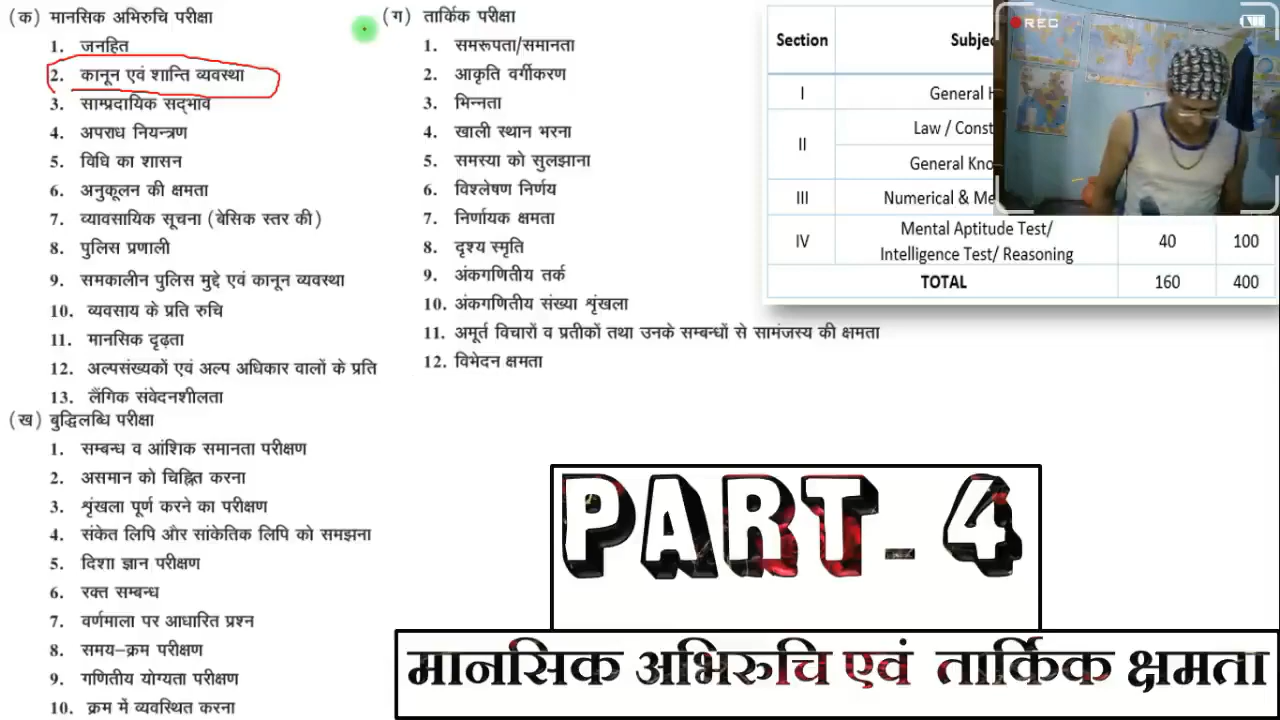 (क) मानसिक अभिरुचि परीक्षा
1. जनहित
2. कानून एवं शान्ति व्यवस्था
3. साम्प्रदायिक सद्भाव
4. अपराध नियन्त्रण
5. विधि का शासन
6. अनुकूलन की क्षमता
7. व्यावसायिक सूचना (बेसिक स्तर की)
8. पुलिस प्रणाली
9. समकालीन पुलिस मुद्दे एवं कानून व्यवस्था
10. व्यवसाय के प्रति रुचि
11. मानसिक दृढ़ता
12. अल्पसंख्यकों एवं अल्प अधिकार वालों के प्रति
13. लैंगिक संवेदनशीलता
(ख) बुद्धिलब्धि परीक्षा
1. सम्बन्ध व आंशिक समानता परीक्षण
2. असमान को चिह्नित करना
3. शृंखला पूर्ण करने का परीक्षण
4. संकेत लिपि और सांकेतिक लिपि को समझना
5. दिशा ज्ञान परीक्षण
6. रक्त सम्बन्ध
7. वर्णमाला पर आधारित प्रश्न
8. समय-क्रम परीक्षण
9. गणितीय योग्यता परीक्षण
10. क्रम में व्यवस्थित करना
(ग) तार्किक परीक्षा
1. समरूपता/समानता
2. आकृति वर्गीकरण
3. भिन्नता
4. खाली स्थान भरना
5. समस्या को सुलझाना
6. विश्लेषण निर्णय
7. निर्णायक क्षमता
8. दृश्य स्मृति
9. अंकगणितीय तर्क
10. अंकगणितीय संख्या शृंखला
11. अमूर्त विचारों व प्रतीकों तथा उनके सम्बन्धों से सामंजस्य की क्षमता
12. विभेदन क्षमता
Section
I General
II Law /
General
III Numerical &
IV Mental Aptitude Test/ Intelligence Test/ Reasoning 40 100
TOTAL 160 400
REC
PART-4
मानसिक अभिरुचि एवं तार्किक क्षमता